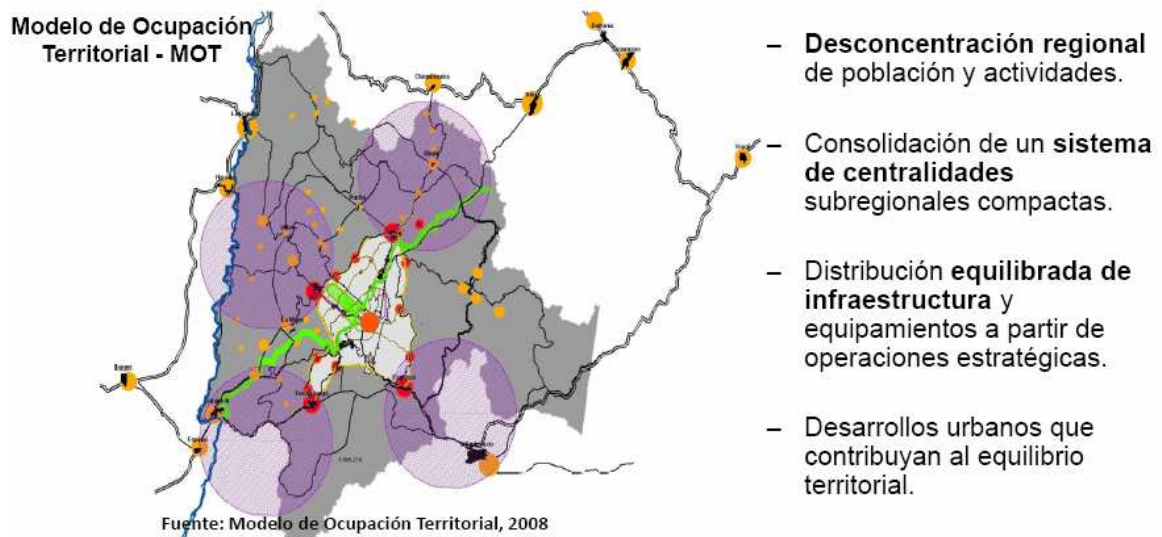 Modelo de Ocupación
Territorial - MOT
– Desconcentración regional
de población y actividades.
– Consolidación de un sistema
de centralidades
subregionales compactas.
– Distribución equilibrada de
infraestructura y
equipamientos a partir de
operaciones estratégicas.
– Desarrollos urbanos que
contribuyan al equilibrio
territorial.
Fuente: Modelo de Ocupación Territorial, 2008